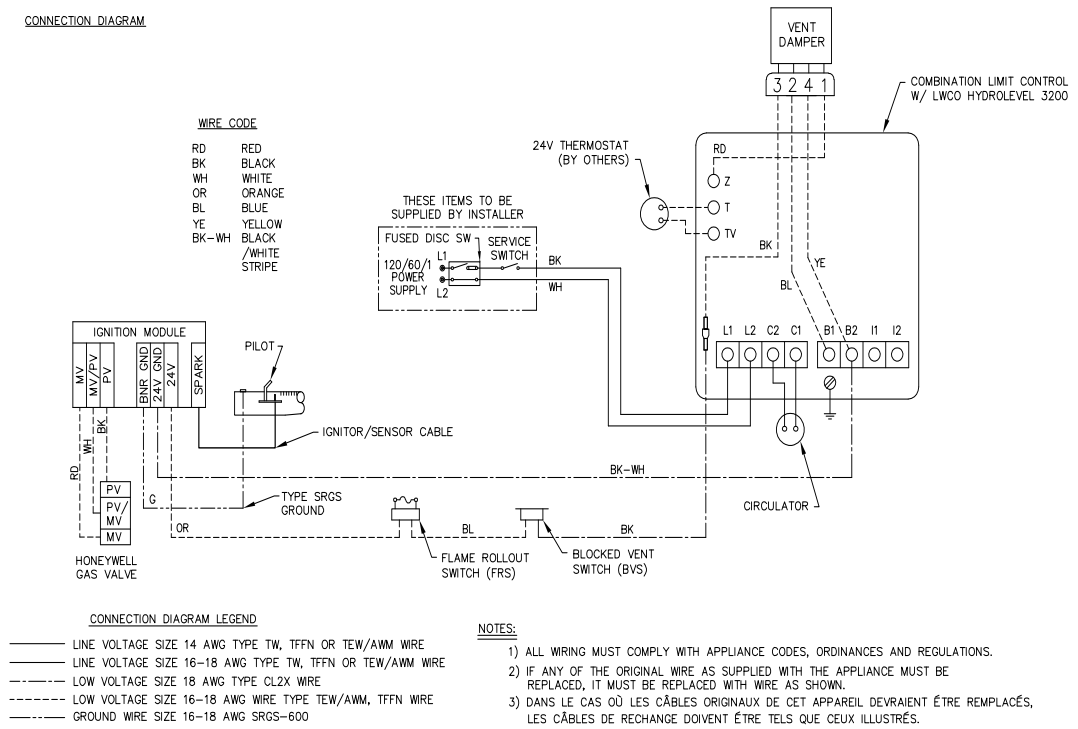 CONNECTION DIAGRAM
VENT
DAMPER
3 2 4 1
COMBINATION LIMIT CONTROL
W/ LWCO HYDROLEVEL 3200
WIRE CODE
RD RED
BK BLACK
WH WHITE
OR ORANGE
BL BLUE
YE YELLOW
BK-WH BLACK
/WHITE
STRIPE
24V THERMOSTAT
(BY OTHERS)
RD
Z
T
TV
BK
YE
BL
THESE ITEMS TO BE
SUPPLIED BY INSTALLER
FUSED DISC SW
SERVICE
SWITCH
L1
120/60/1
POWER
SUPPLY
L2
BK
WH
L1 L2 C2 C1 B1 B2 I1 I2
IGNITION MODULE
MV
MV/PV
PV
BNR GND
24V GND
24V
SPARK
PILOT
IGNITOR/SENSOR CABLE
RD
WH
BK
PV
PV/
MV
MV
HONEYWELL
GAS VALVE
G
TYPE SRGS
GROUND
OR
BL
BK
BK-WH
FLAME ROLLOUT
SWITCH (FRS)
BLOCKED VENT
SWITCH (BVS)
CIRCULATOR
CONNECTION DIAGRAM LEGEND
LINE VOLTAGE SIZE 14 AWG TYPE TW, TFFN OR TEW/AWM WIRE
LINE VOLTAGE SIZE 16-18 AWG TYPE TW, TFFN OR TEW/AWM WIRE
LOW VOLTAGE SIZE 18 AWG TYPE CL2X WIRE
LOW VOLTAGE SIZE 16-18 AWG WIRE TYPE TEW/AWM, TFFN WIRE
GROUND WIRE SIZE 16-18 AWG SRGS-600
NOTES:
1) ALL WIRING MUST COMPLY WITH APPLIANCE CODES, ORDINANCES AND REGULATIONS.
2) IF ANY OF THE ORIGINAL WIRE AS SUPPLIED WITH THE APPLIANCE MUST BE
REPLACED, IT MUST BE REPLACED WITH WIRE AS SHOWN.
3) DANS LE CAS OÙ LES CÂBLES ORIGINAUX DE CET APPAREIL DEVRAIENT ÉTRE REMPLACÉS,
LES CÂBLES DE RECHANGE DOIVENT ÉTRE TELS QUE CEUX ILLUSTRÉS.